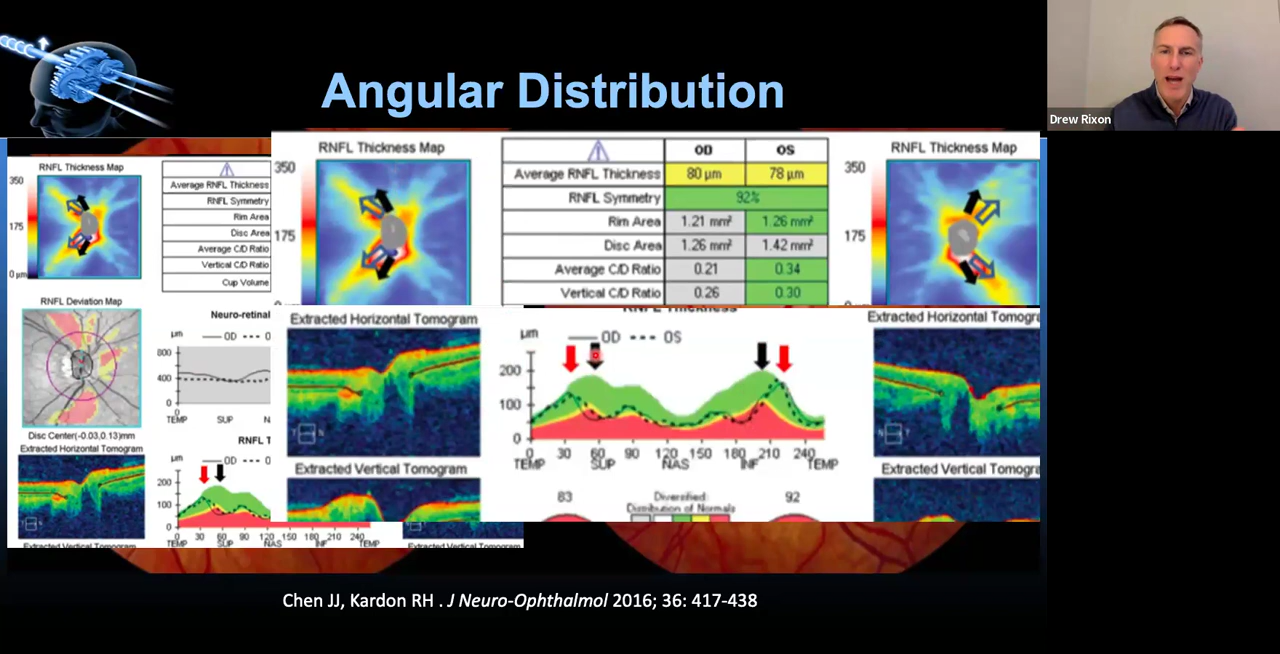 Angular Distribution
Drew Rixon
RNFL Thickness Map
350
175
0 µm
Average RNFL Thickness
RNFL Symmetry
Rim Area
Disc Area
Average C/D Ratio
Vertical C/D Ratio
Cup Volume
RNFL Thickness Map
350
175
OD OS
Average RNFL Thickness 80 µm 78 µm
RNFL Symmetry 92%
Rim Area 1.21 mm² 1.26 mm²
Disc Area 1.26 mm² 1.42 mm²
Average C/D Ratio 0.21 0.34
Vertical C/D Ratio 0.26 0.30
RNFL Thickness Map
350
175
RNFL Deviation Map
Disc Center(-0.03,0.13)mm
Extracted Horizontal Tomogram
T N
Extracted Vertical Tomogram
Neuro-retinal
µm OD --- O
800
400
0
TEMP SUP N
RNFL T
µm OD --- O
200
100
0
0 30 60 90 120 150 180 210 240
TEMP SUP NAS INF TEMP
Extracted Vertical Tomogram
Extracted Horizontal Tomogram
T N
Extracted Vertical Tomogram
RNFL Thickness
µm OD --- OS
200
100
0
0 30 60 90 120 150 180 210 240
TEMP SUP NAS INF TEMP
83 Diversified: 92
Distribution of Normals
Extracted Horizontal Tomogr
N T
Extracted Vertical Tomogr
Chen JJ, Kardon RH . J Neuro-Ophthalmol 2016; 36: 417-438